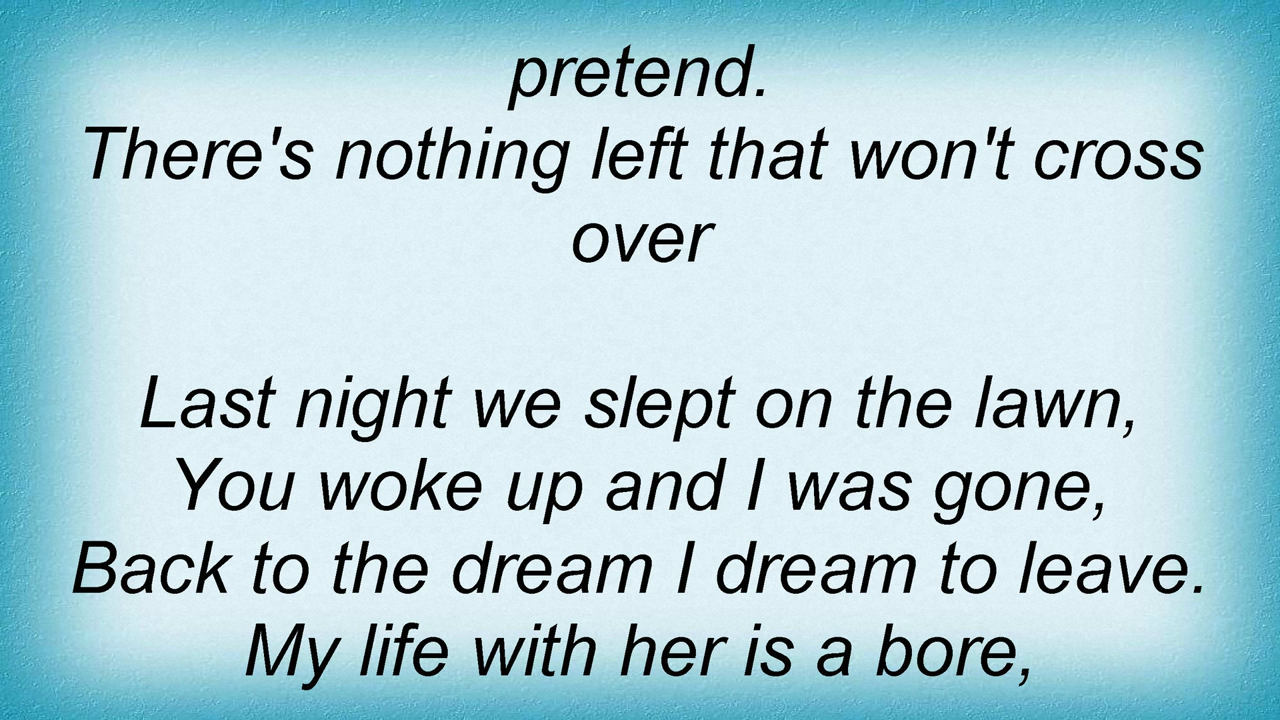 pretend.
There's nothing left that won't cross
over
Last night we slept on the lawn,
You woke up and I was gone,
Back to the dream I dream to leave.
My life with her is a bore,